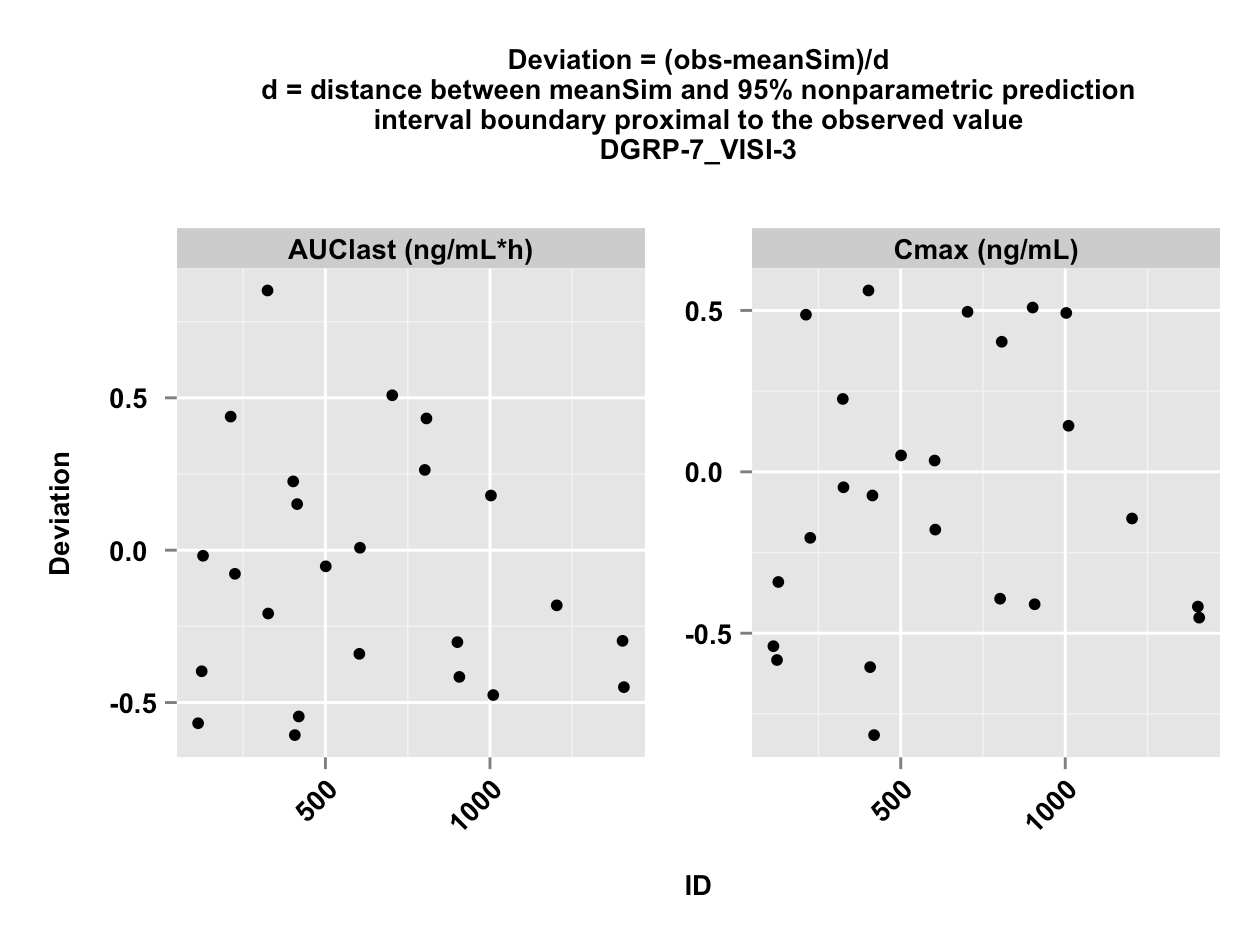 Deviation = (obs-meanSim)/d
d = distance between meanSim and 95% nonparametric prediction
interval boundary proximal to the observed value
DGRP-7_VISI-3
AUClast (ng/mL*h)
Cmax (ng/mL)
Deviation
0.5
0.0
-0.5
0.5
0.0
-0.5
500
1000
500
1000
ID